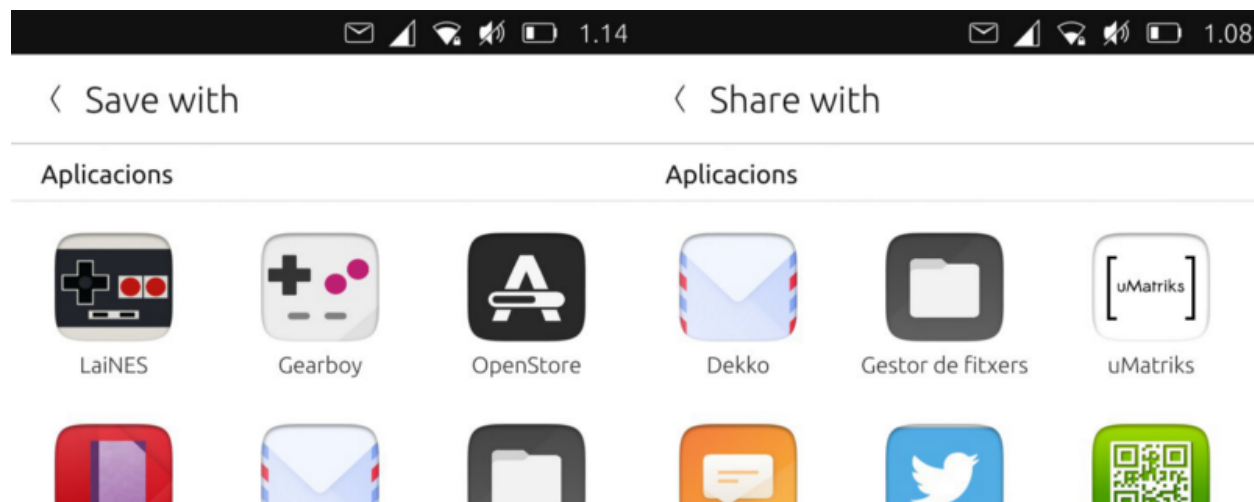 1.14
Save with
Aplicacions
LaiNES
Gearboy
OpenStore
1.08
Share with
Aplicacions
uMatriks
Dekko
Gestor de fitxers
uMatriks